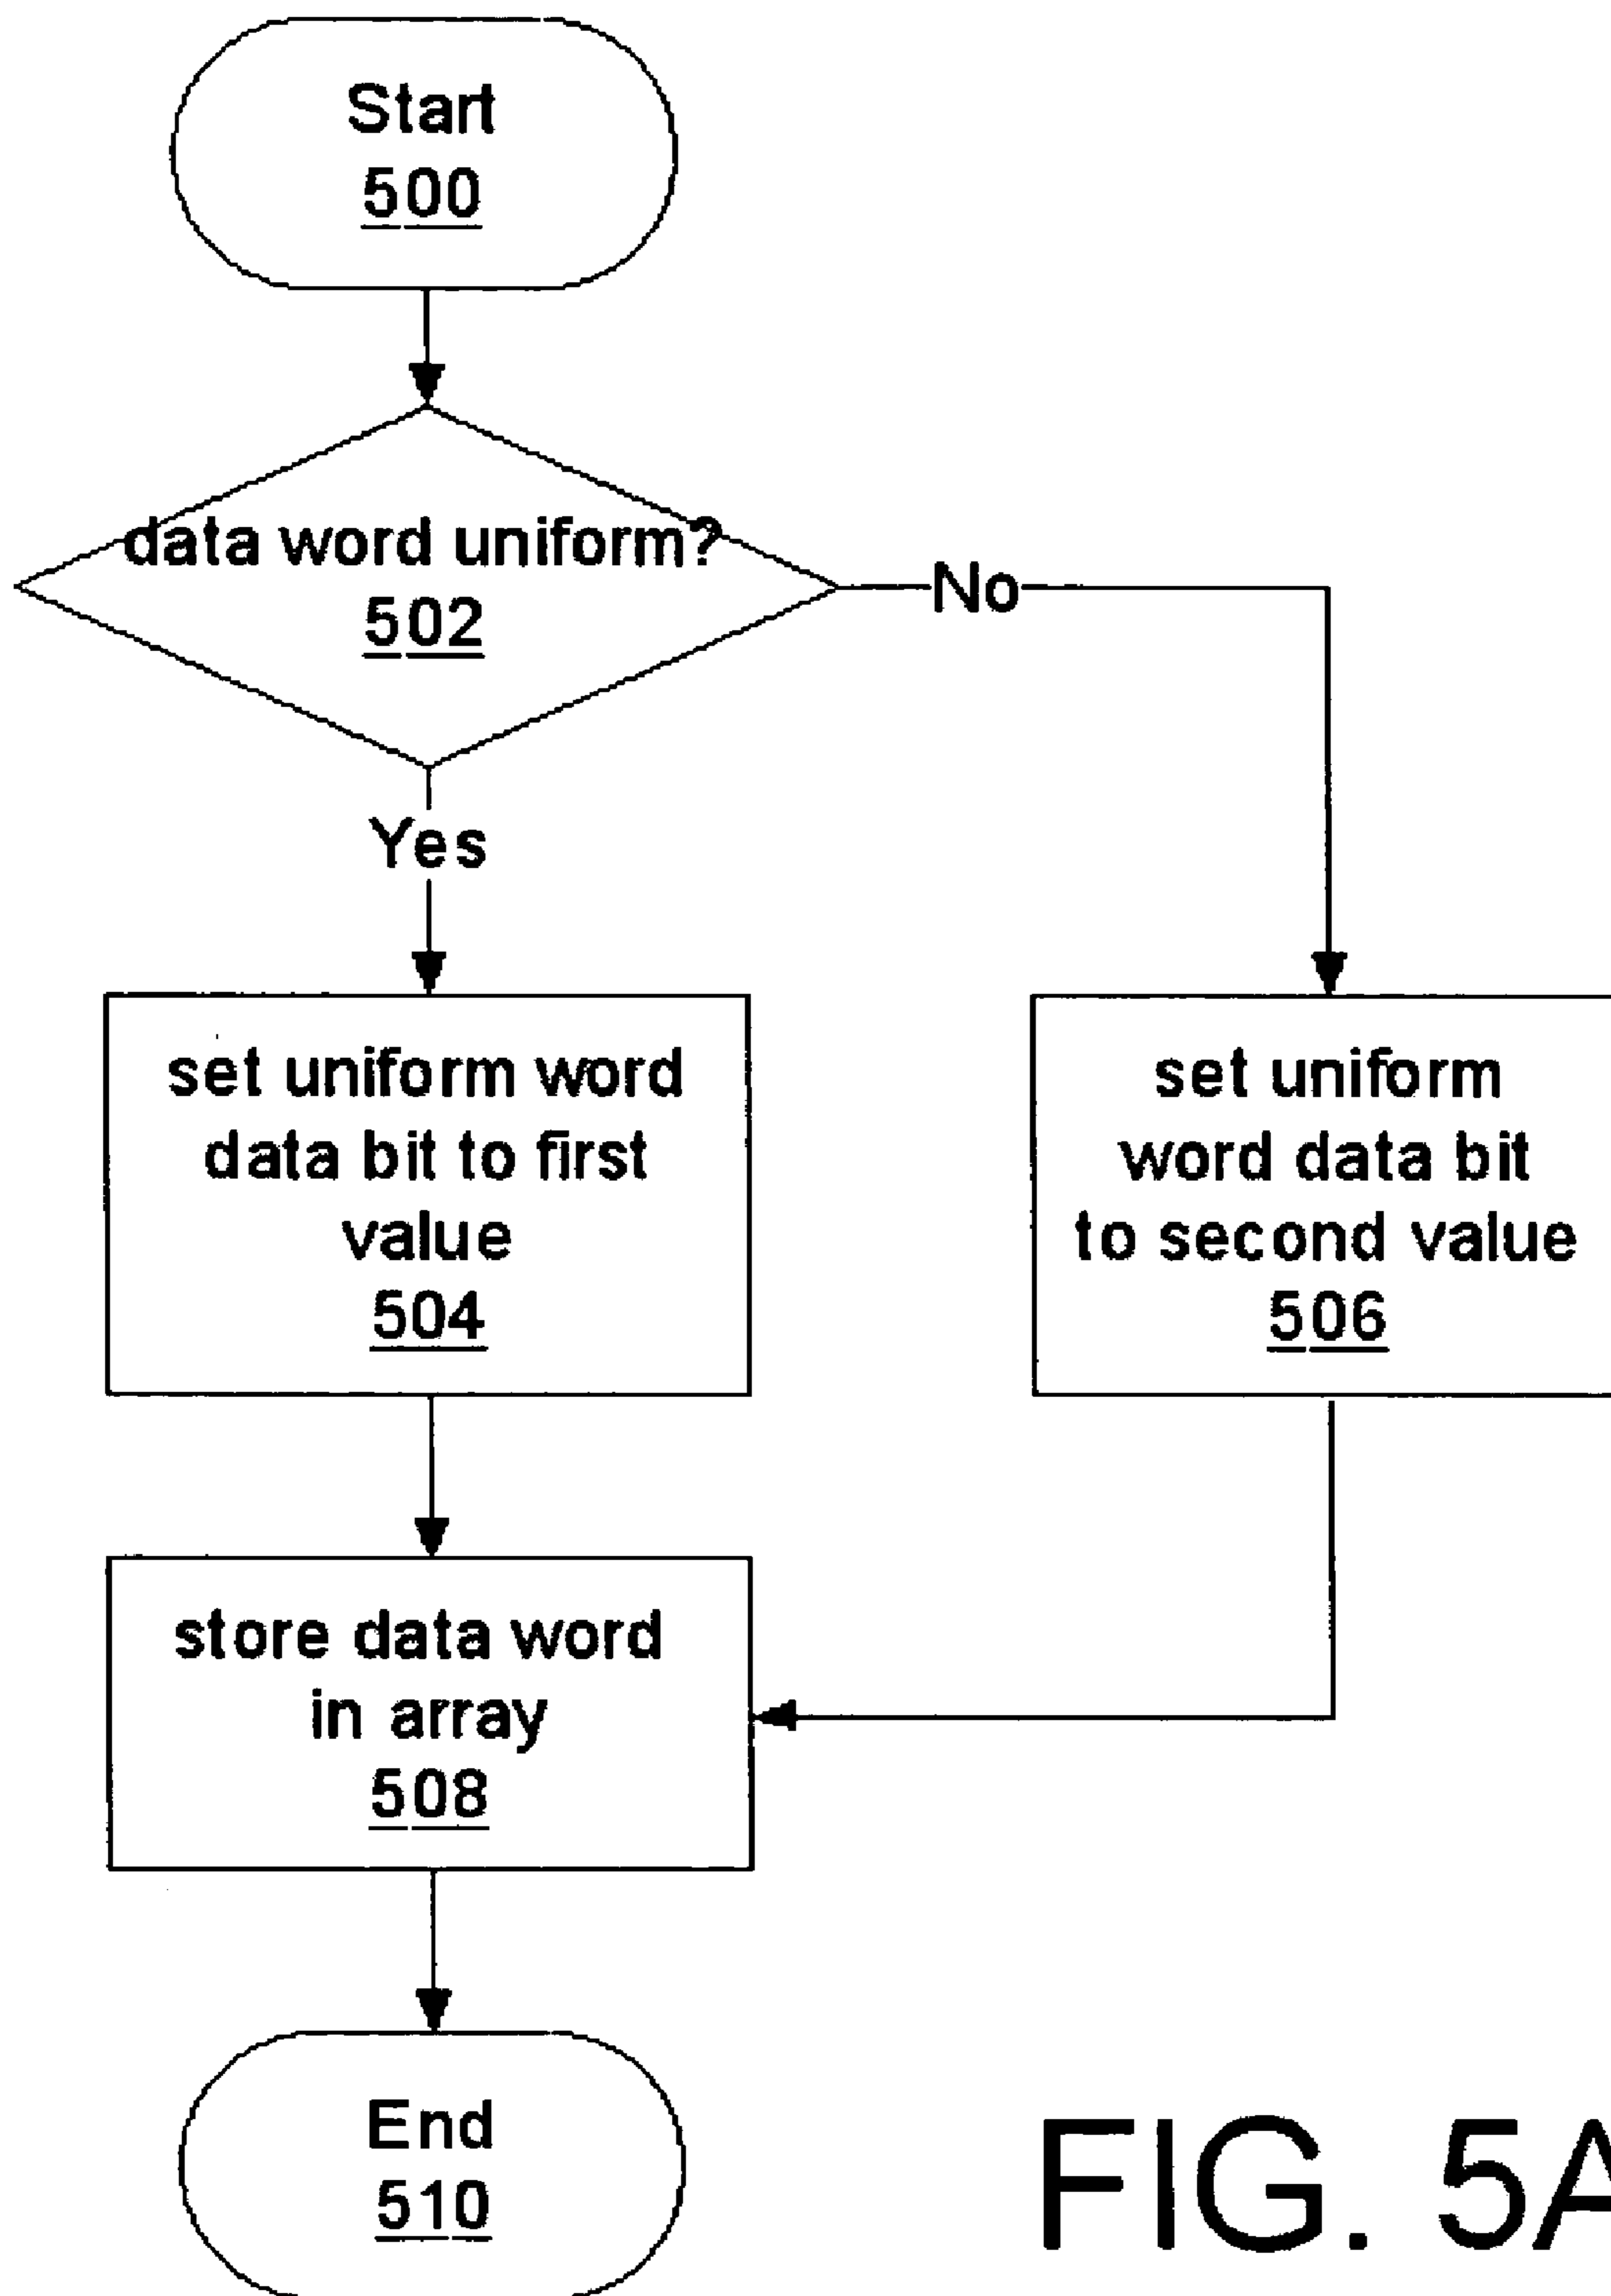 Start
500
data word uniform?
502
No
Yes
set uniform word
data bit to first
value
504
set uniform
word data bit
to second value
506
store data word
in array
508
End
510
FIG. 5A